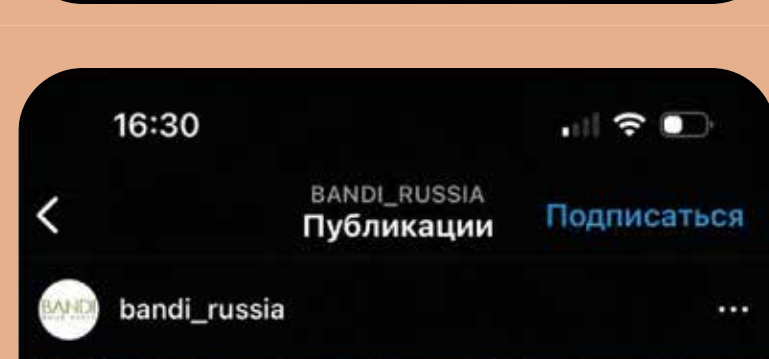 16:30
BANDI_RUSSIA
Публикации
Подписаться
BANDI
bandi_russia